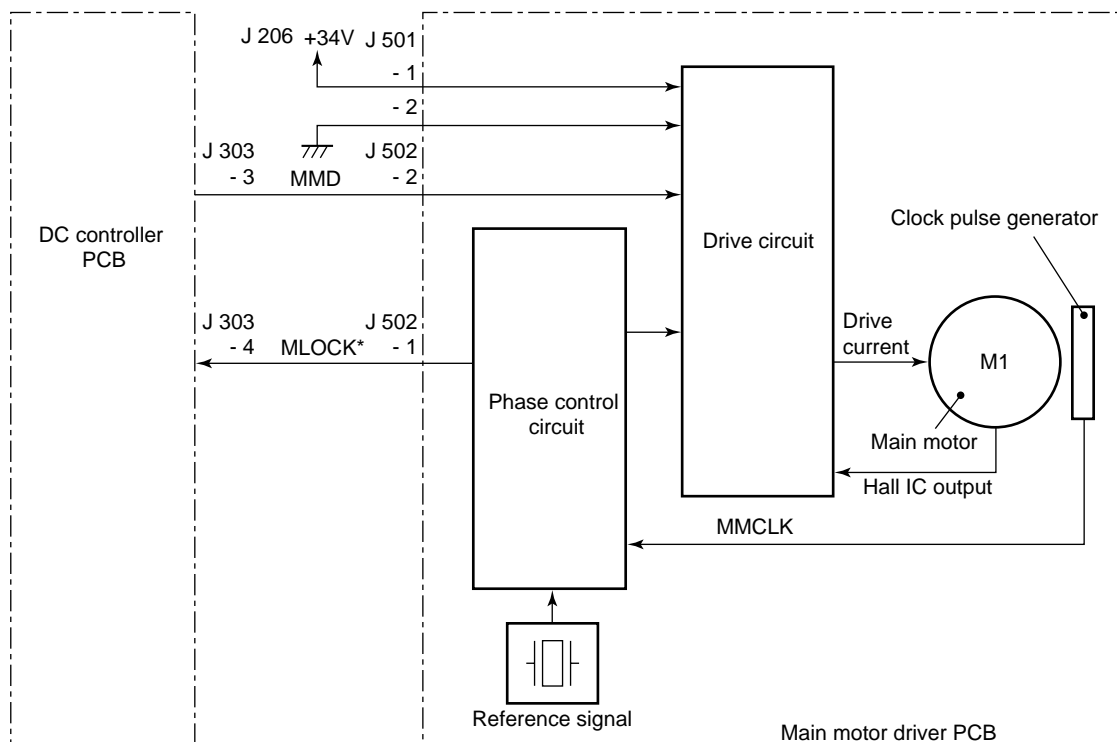 J 206 +34V J 501
- 1
- 2
J 303 J 502
- 3 MMD - 2
DC controller
PCB
Drive circuit
Clock pulse generator
J 303 J 502
- 4 MLOCK* - 1
Drive
current
M1
Phase control
circuit
Main motor
Hall IC output
MMCLK
Reference signal
Main motor driver PCB